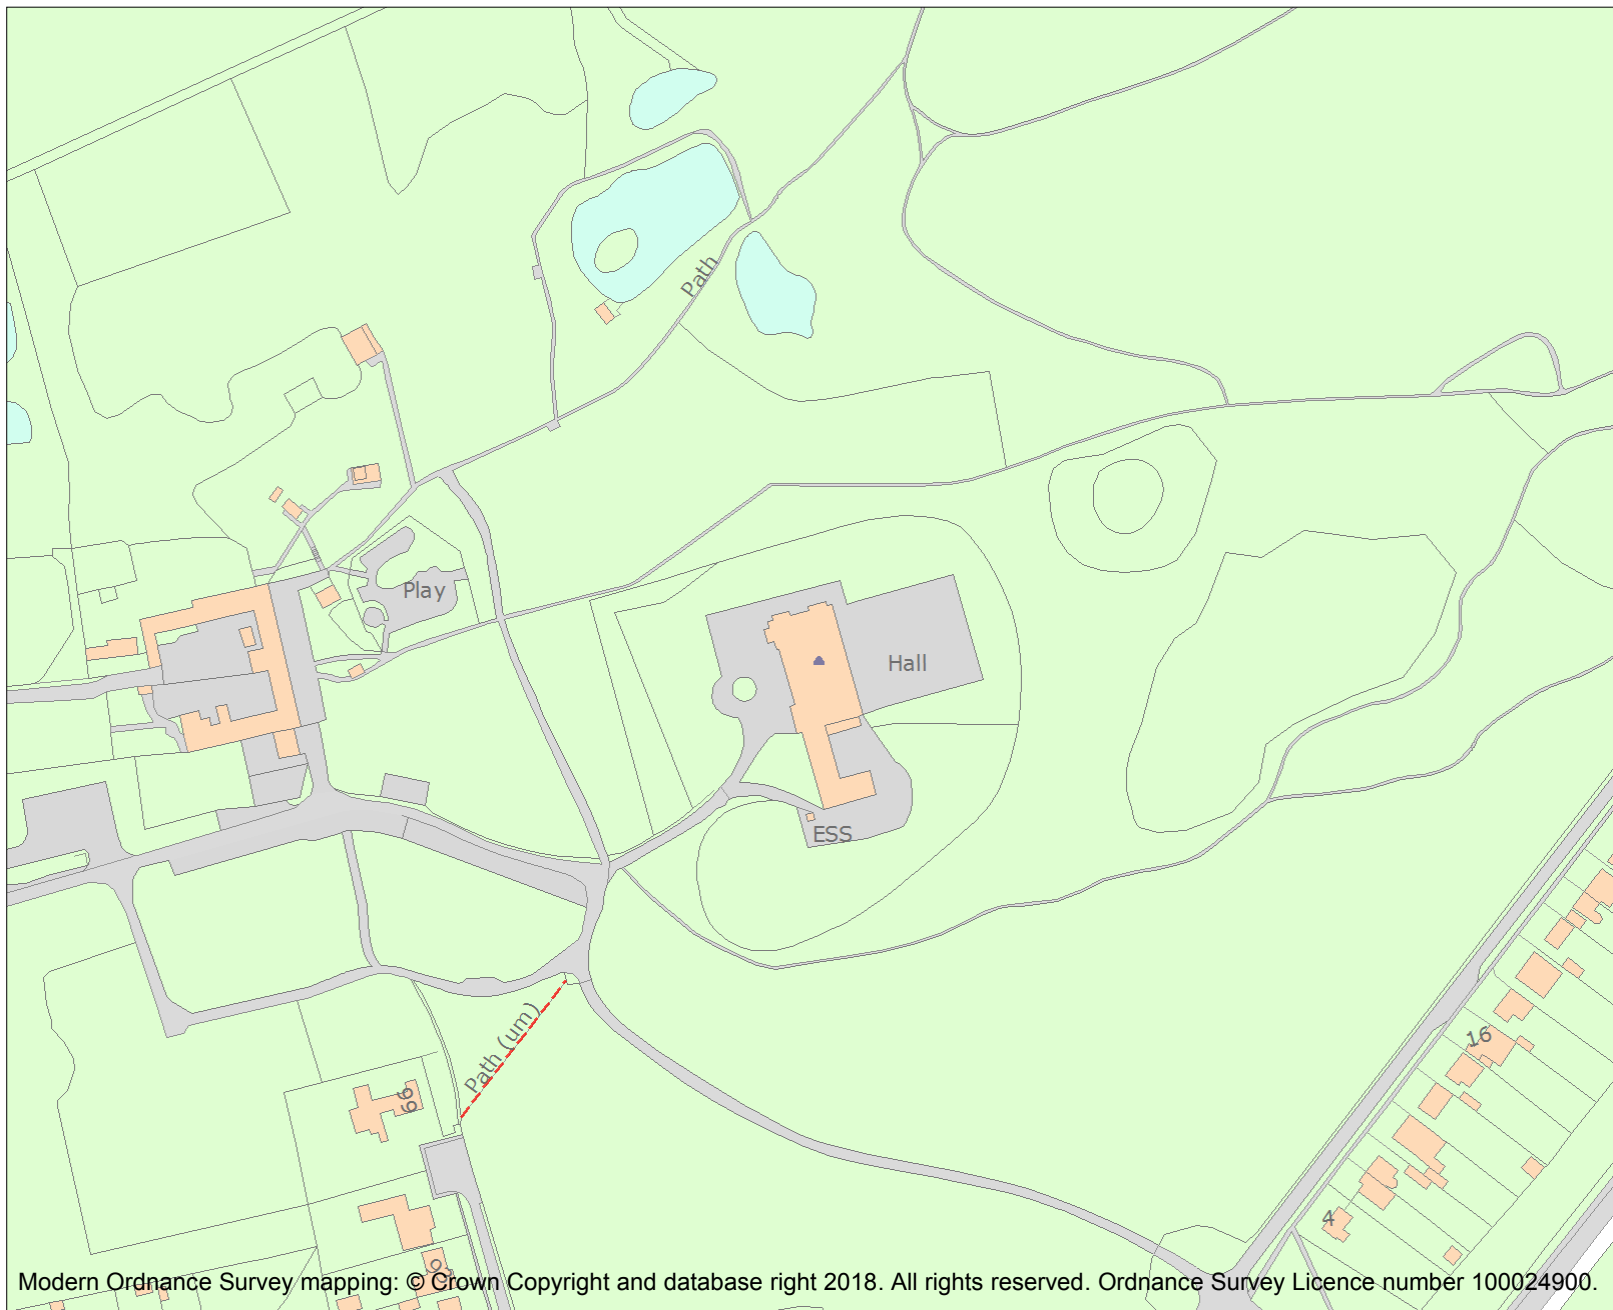 Path
Play
Hall
ESS
Path (um)
16
66
4
Modern Ordnance Survey mapping: © Crown Copyright and database right 2018. All rights reserved. Ordnance Survey Licence number 100024900.